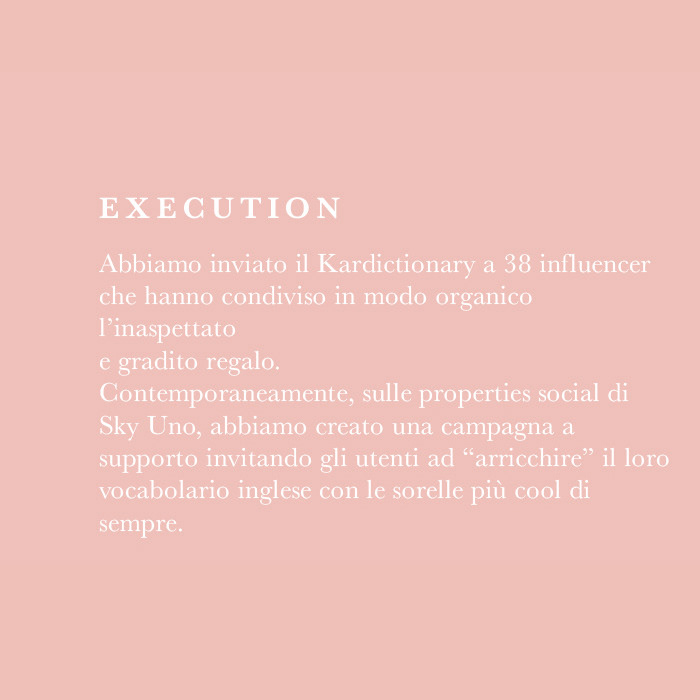 EXECUTION
Abbiamo inviato il Kardictionary a 38 influencer
che hanno condiviso in modo organico
l’inaspettato
e gradito regalo.
Contemporaneamente, sulle properties social di
Sky Uno, abbiamo creato una campagna a
supporto invitando gli utenti ad “arricchire” il loro
vocabolario inglese con le sorelle più cool di
sempre.